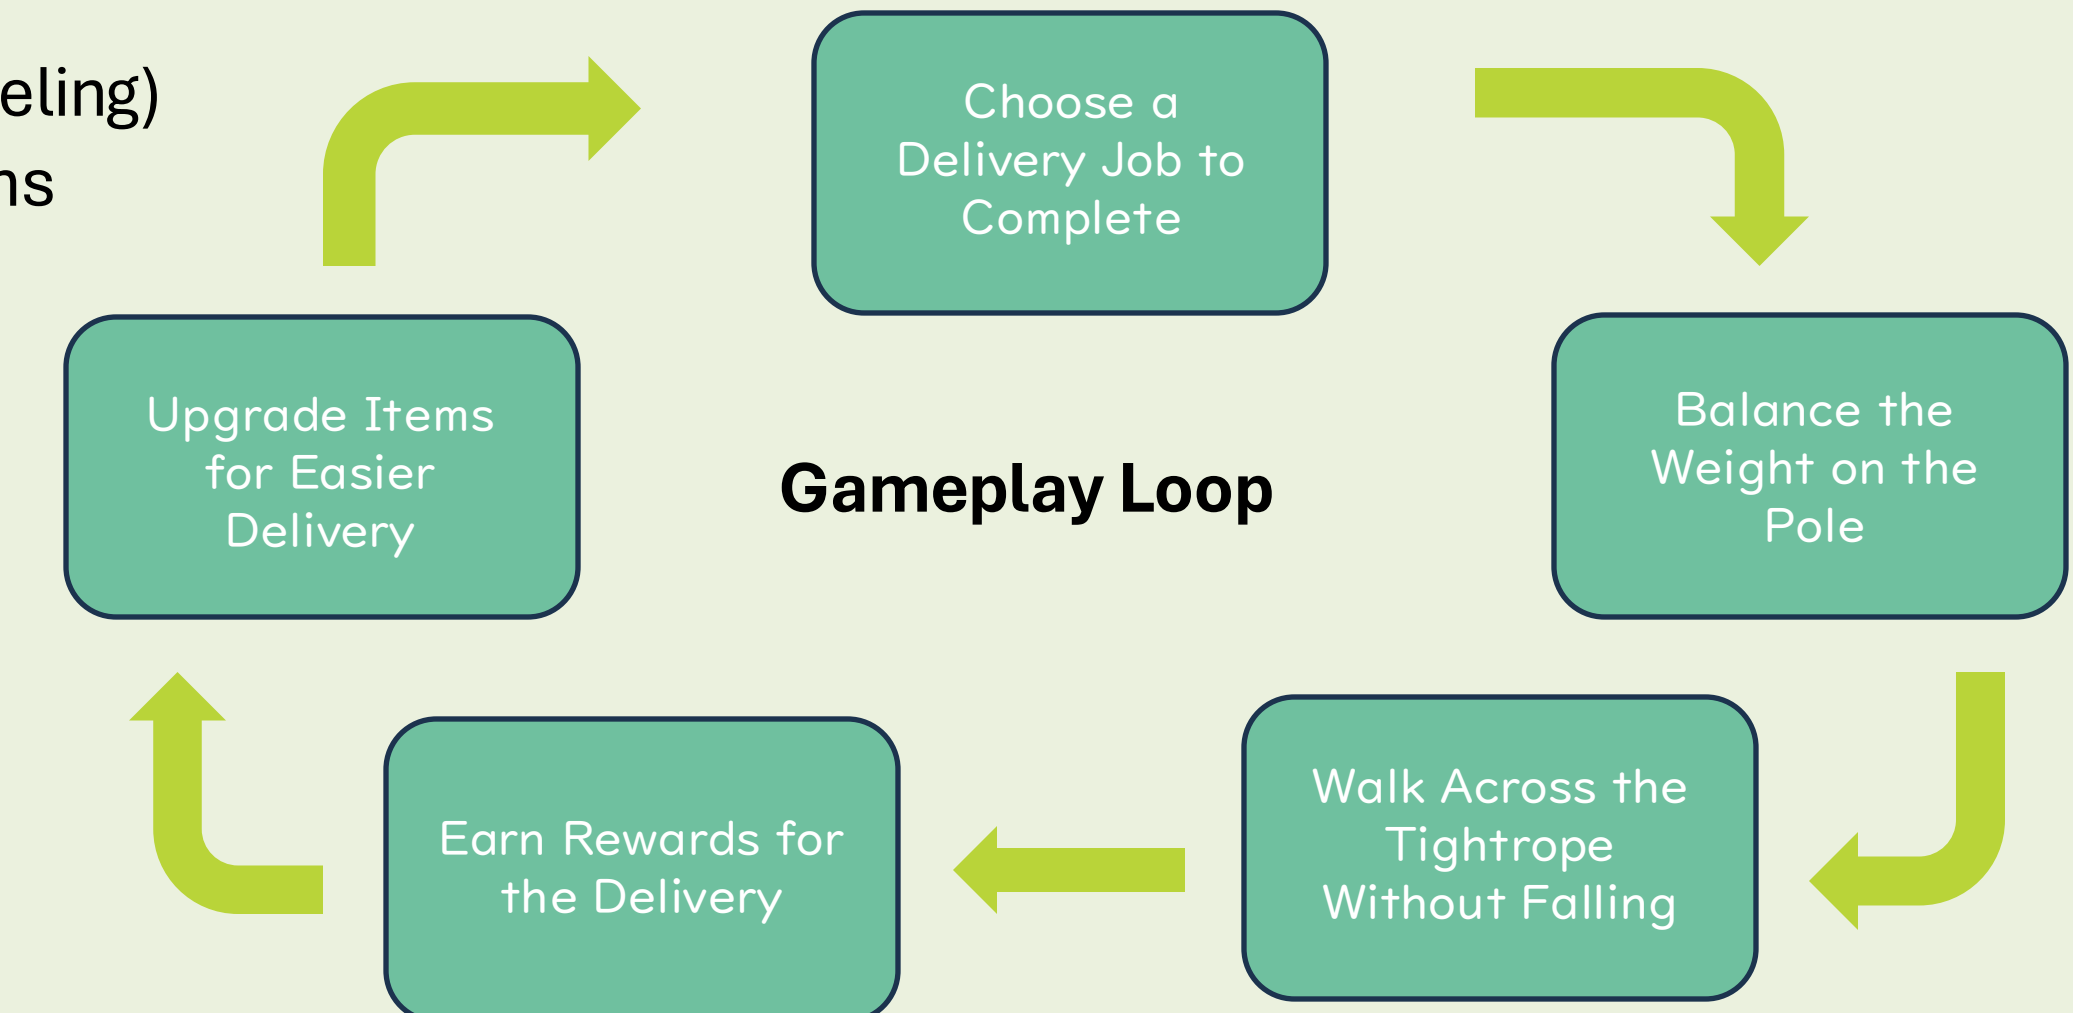 eling)
ns
Choose a
Delivery Job to
Complete
Balance the
Weight on the
Pole
Walk Across the
Tightrope
Without Falling
Earn Rewards for
the Delivery
Upgrade Items
for Easier
Delivery
Gameplay Loop